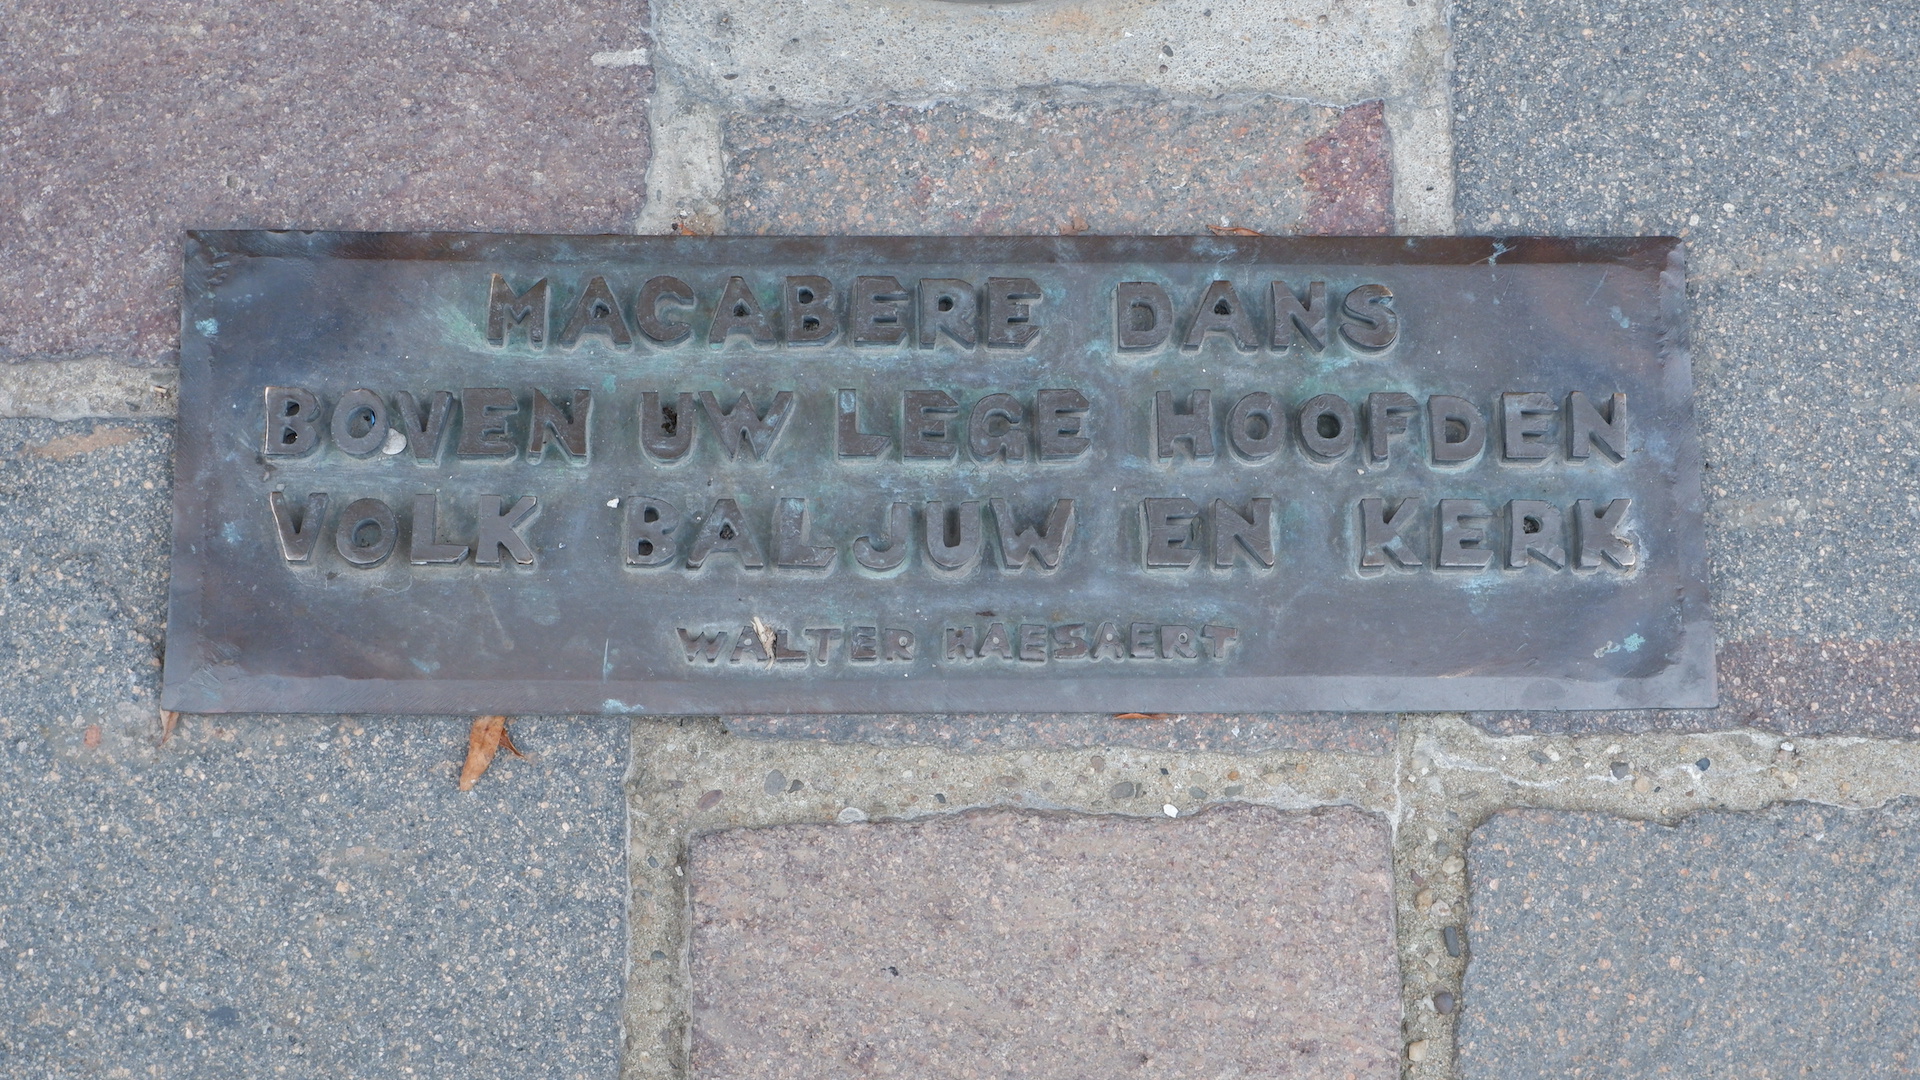 MACABERE DANS
BOVEN UW LEGE HOOFDEN
VOLK BALJUW EN KERK
WALTER HAESAERT